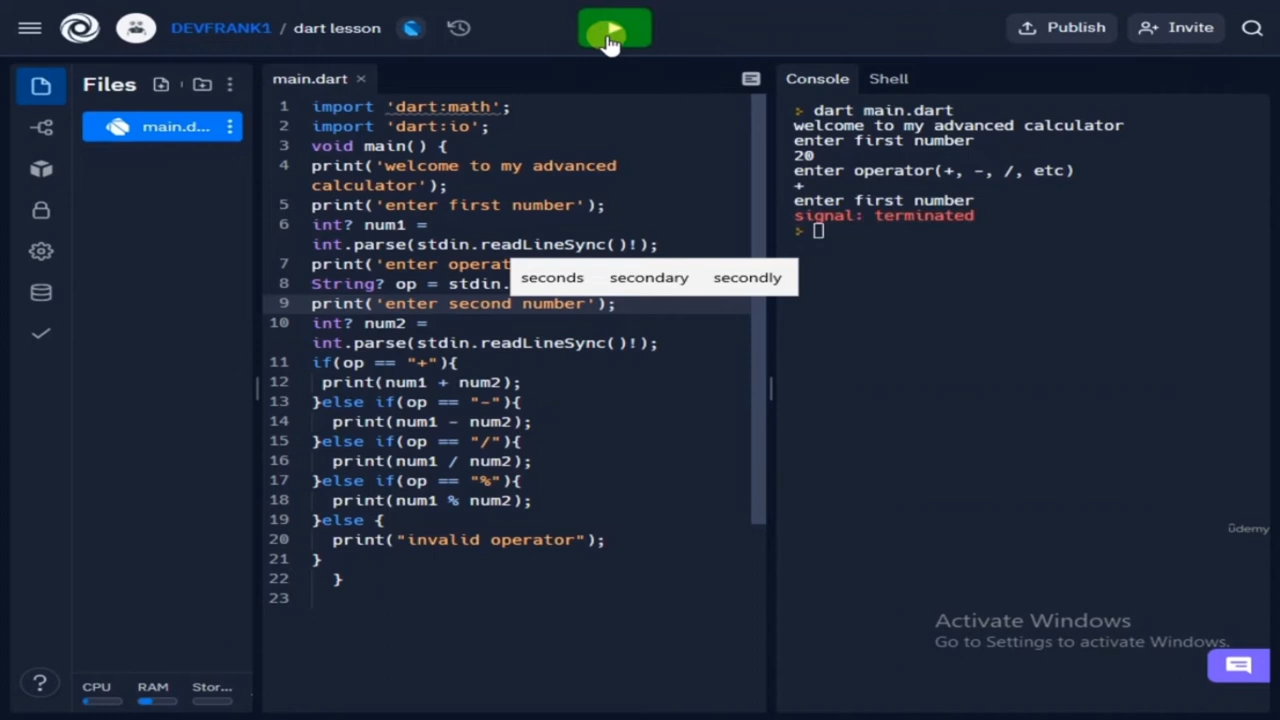 DEVFRANK1 / dart lesson
Publish
Invite
Files
main.d...
main.dart ×
1 import 'dart:math';
2 import 'dart:io';
3 void main() {
4 print('welcome to my advanced
calculator');
5 print('enter first number');
6 int? num1 =
int.parse(stdin.readLineSync()!);
7 print('enter operat
seconds secondary secondly
8 String? op = stdin.
9 print('enter second number');
10 int? num2 =
int.parse(stdin.readLineSync()!);
11 if(op == "+"){
12 print(num1 + num2);
13 }else if(op == "-"){
14 print(num1 - num2);
15 }else if(op == "/"){
16 print(num1 / num2);
17 }else if(op == "%"){
18 print(num1 % num2);
19 }else {
20 print("invalid operator");
21 }
22 }
23
Console Shell
> dart main.dart
welcome to my advanced calculator
enter first number
20
enter operator(+, -, /, etc)
+
enter first number
signal: terminated
>
ûdemy
Activate Windows
Go to Settings to activate Windows.
?
CPU RAM Stor...